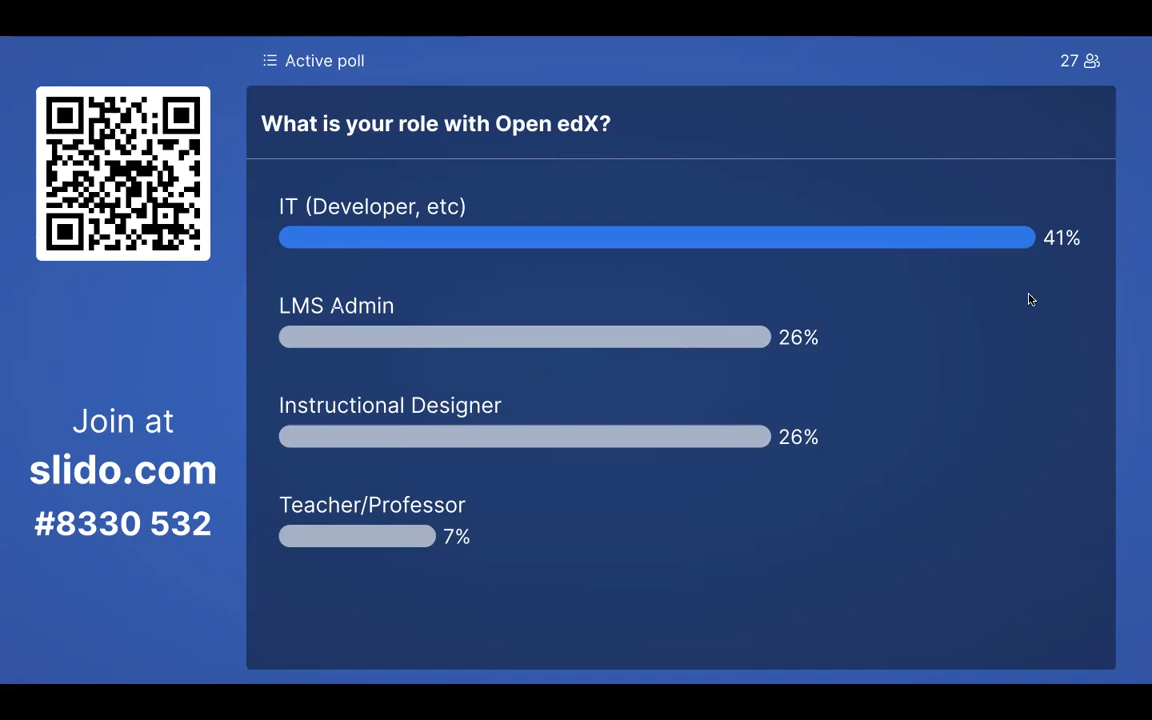 Active poll
27
What is your role with Open edX?
IT (Developer, etc)
41%
LMS Admin
26%
Instructional Designer
26%
Teacher/Professor
7%
Join at
slido.com
#8330 532